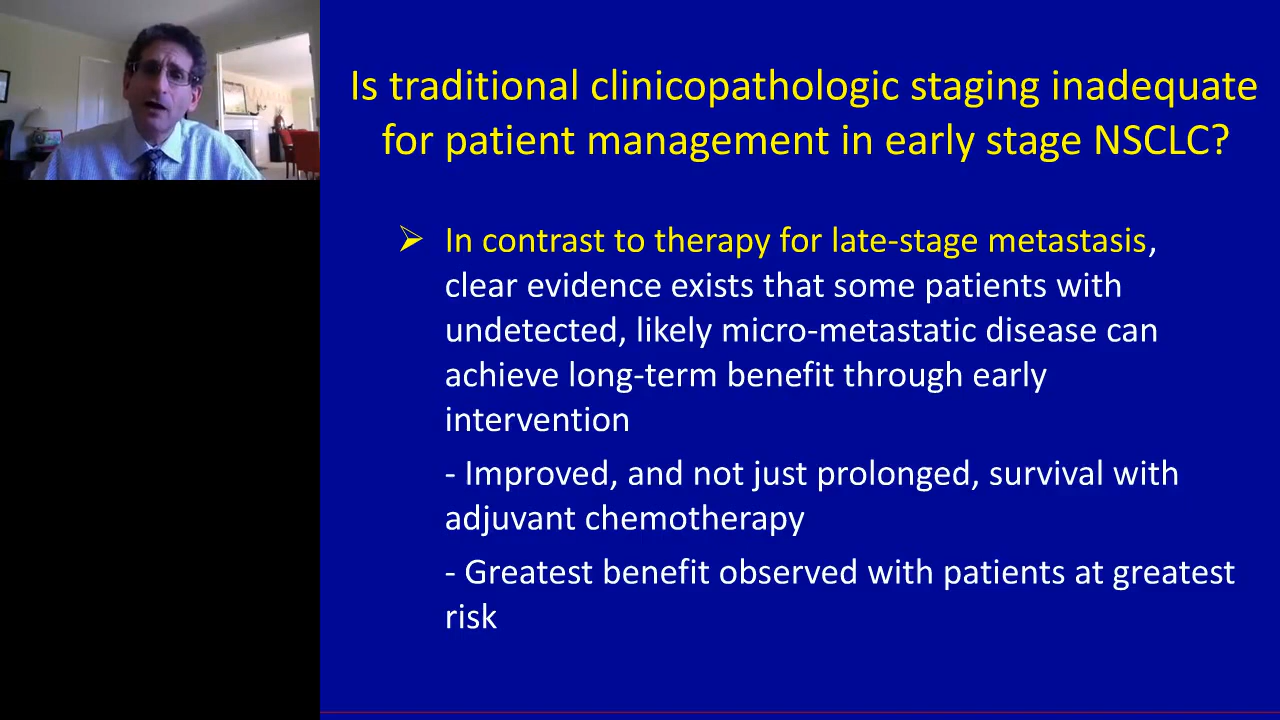 Is traditional clinicopathologic staging inadequate
for patient management in early stage NSCLC?
➢ In contrast to therapy for late-stage metastasis,
clear evidence exists that some patients with
undetected, likely micro-metastatic disease can
achieve long-term benefit through early
intervention
- Improved, and not just prolonged, survival with
adjuvant chemotherapy
- Greatest benefit observed with patients at greatest
risk